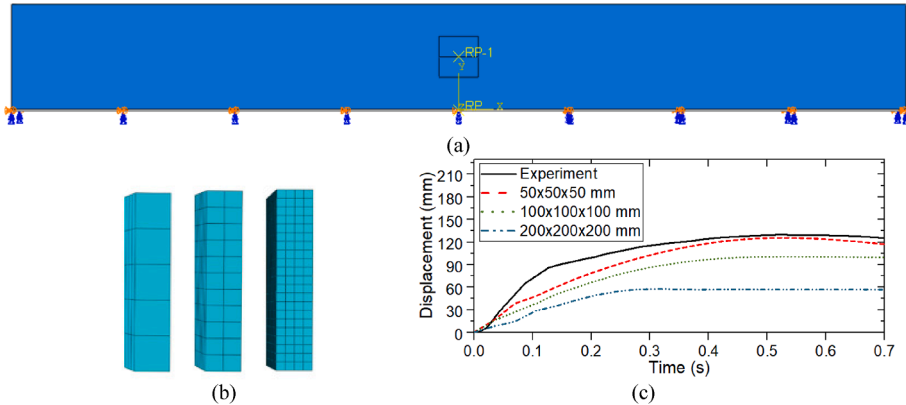 RP-1
Y
RP
X
(a)
(b)
Displacement (mm)
210
180
150
120
90
60
30
0
Experiment
50x50x50 mm
100x100x100 mm
200x200x200 mm
0.0 0.1 0.2 0.3 0.4 0.5 0.6 0.7
Time (s)
(c)